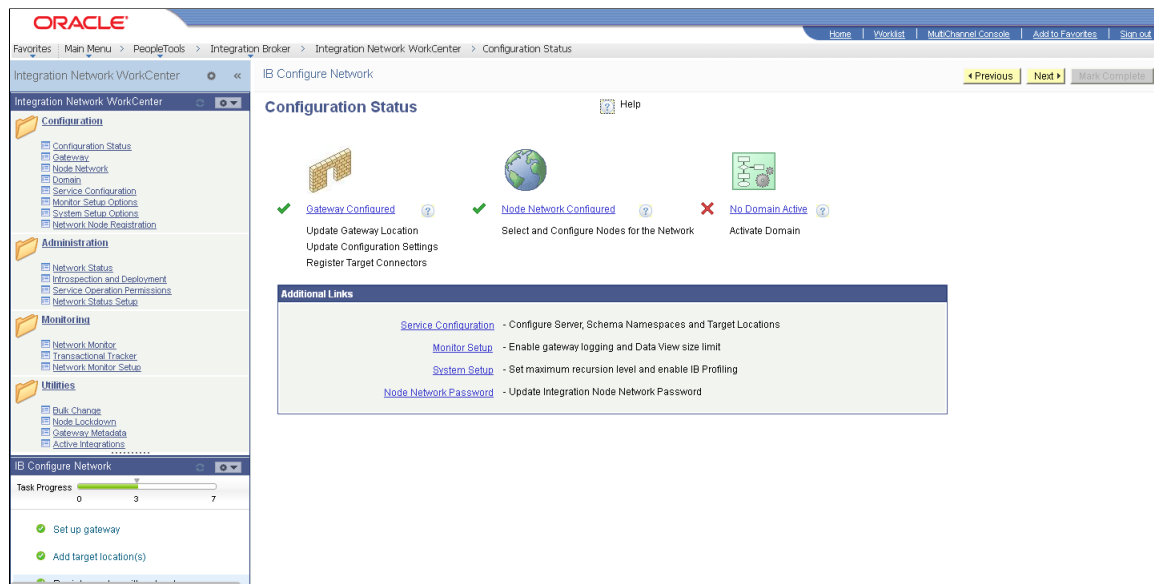 ORACLE'
Home | Worklist | MultiChannel Console | Add to Favorites | Sign out
Favorites | Main Menu > PeopleTools > Integration Broker > Integration Network WorkCenter > Configuration Status
Integration Network WorkCenter «
IB Configure Network
Previous
Next
Mark Complete
Integration Network WorkCenter
Configuration
Configuration Status
Gateway
Node Network
Domain
Service Configuration
Monitor Setup Options
System Setup Options
Network Node Registration
Administration
Network Status
Introspection and Deployment
Service Operation Permissions
Network Status Setup
Monitoring
Network Monitor
Transactional Tracker
Network Monitor Setup
Utilities
Bulk Change
Node Lockdown
Gateway Metadata
Active Integrations
IB Configure Network
Task Progress
0 3 7
Set up gateway
Add target location(s)
Configuration Status
? Help
Gateway Configured ?
Update Gateway Location
Update Configuration Settings
Register Target Connectors
Node Network Configured ?
Select and Configure Nodes for the Network
No Domain Active ?
Activate Domain
Additional Links
Service Configuration - Configure Server, Schema Namespaces and Target Locations
Monitor Setup - Enable gateway logging and Data View size limit
System Setup - Set maximum recursion level and enable IB Profiling
Node Network Password - Update Integration Node Network Password